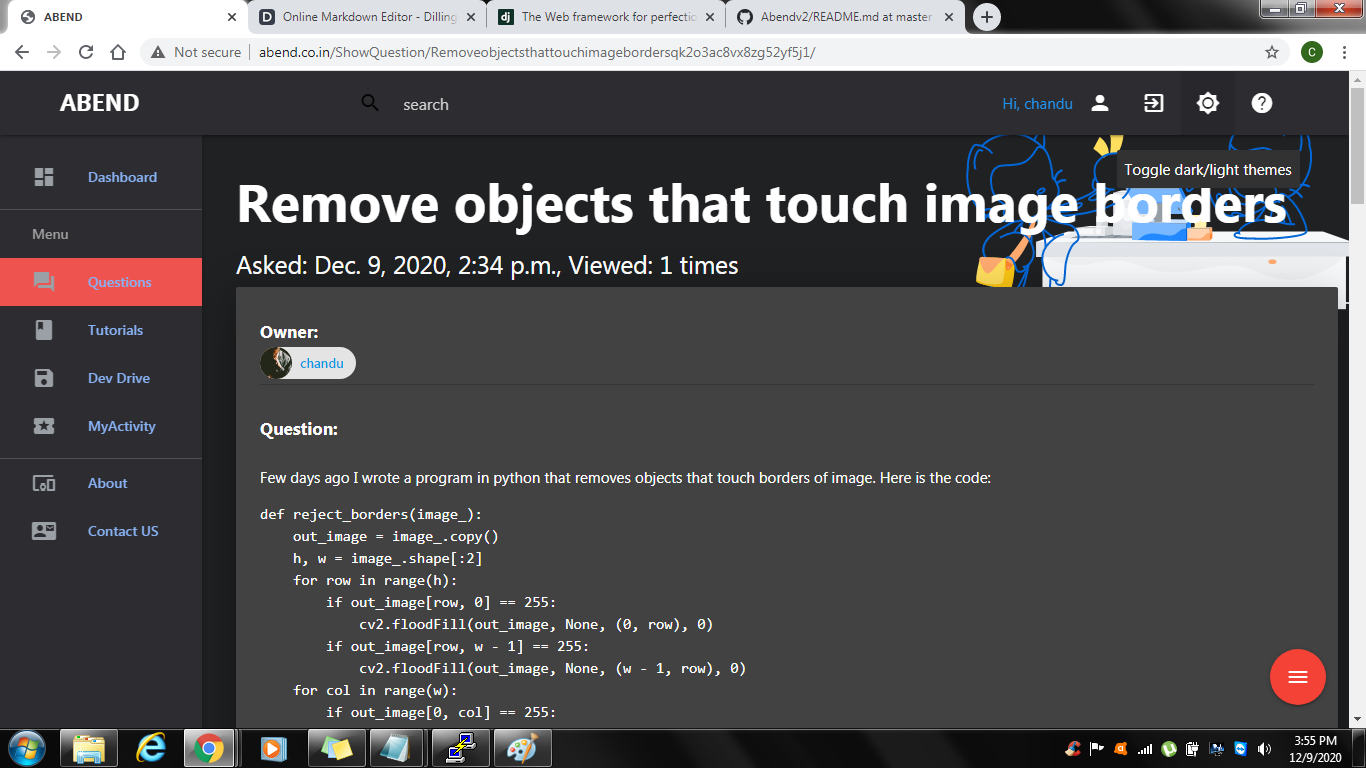 ABEND
Online Markdown Editor - Dilling
The Web framework for perfectio
Abendv2/README.md at master
Not secure
abend.co.in/ShowQuestion/Removeobjectsthattouchimagebordersqk2o3ac8vx8zg52yf5j1/
C
ABEND
search
Hi, chandu
Toggle dark/light themes
Dashboard
Menu
Questions
Tutorials
Dev Drive
MyActivity
About
Contact US
Remove objects that touch image borders
Asked: Dec. 9, 2020, 2:34 p.m., Viewed: 1 times
Owner:
chandu
Question:
Few days ago I wrote a program in python that removes objects that touch borders of image. Here is the code:
def reject_borders(image_):
    out_image = image_.copy()
    h, w = image_.shape[:2]
    for row in range(h):
        if out_image[row, 0] == 255:
            cv2.floodFill(out_image, None, (0, row), 0)
        if out_image[row, w - 1] == 255:
            cv2.floodFill(out_image, None, (w - 1, row), 0)
    for col in range(w):
        if out_image[0, col] == 255:
3:55 PM
12/9/2020